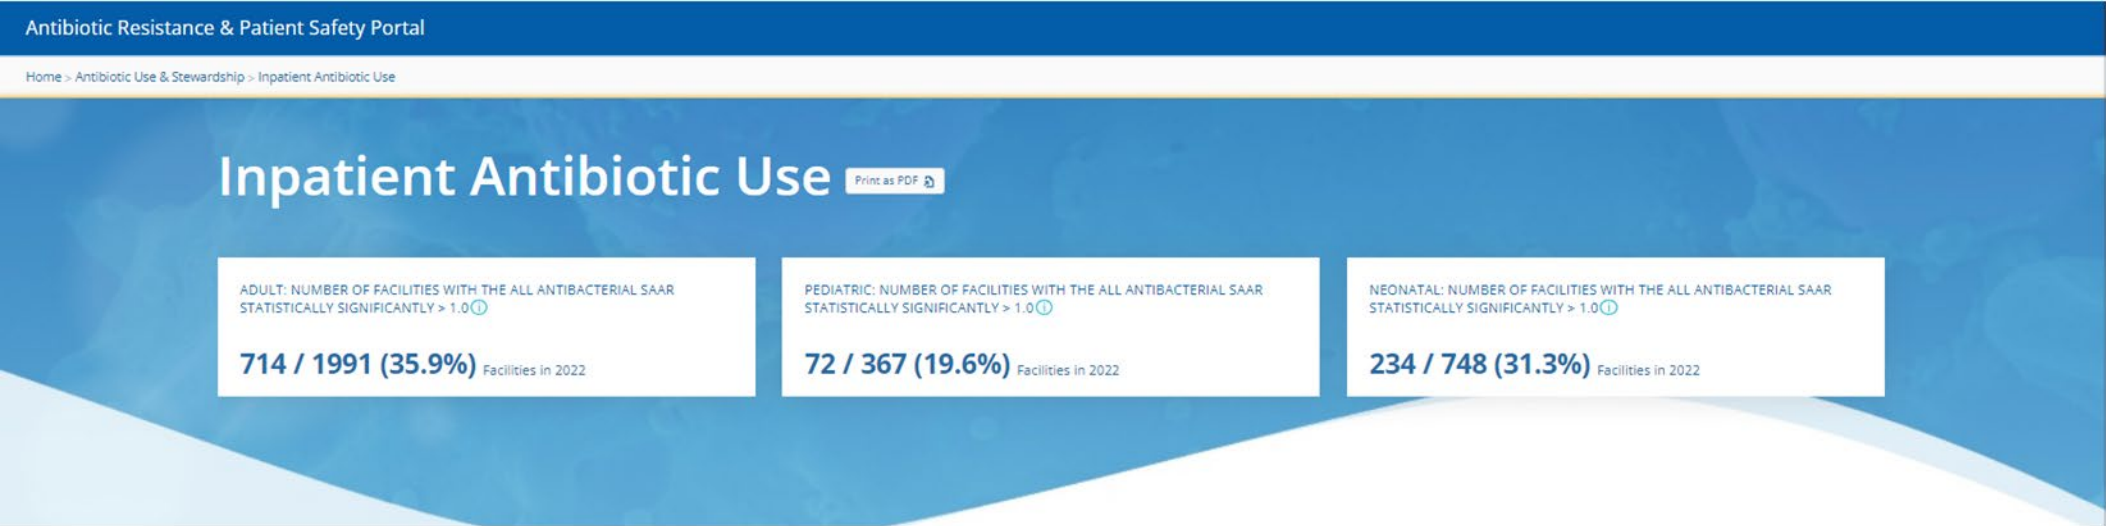 Antibiotic Resistance & Patient Safety Portal
Home > Antibiotic Use & Stewardship > Inpatient Antibiotic Use
Inpatient Antibiotic Use
Print as PDF
ADULT: NUMBER OF FACILITIES WITH THE ALL ANTIBACTERIAL SAAR
STATISTICALLY SIGNIFICANTLY > 1.0
714 / 1991 (35.9%) Facilities in 2022
PEDIATRIC: NUMBER OF FACILITIES WITH THE ALL ANTIBACTERIAL SAAR
STATISTICALLY SIGNIFICANTLY > 1.0
72 / 367 (19.6%) Facilities in 2022
NEONATAL: NUMBER OF FACILITIES WITH THE ALL ANTIBACTERIAL SAAR
STATISTICALLY SIGNIFICANTLY > 1.0
234 / 748 (31.3%) Facilities in 2022